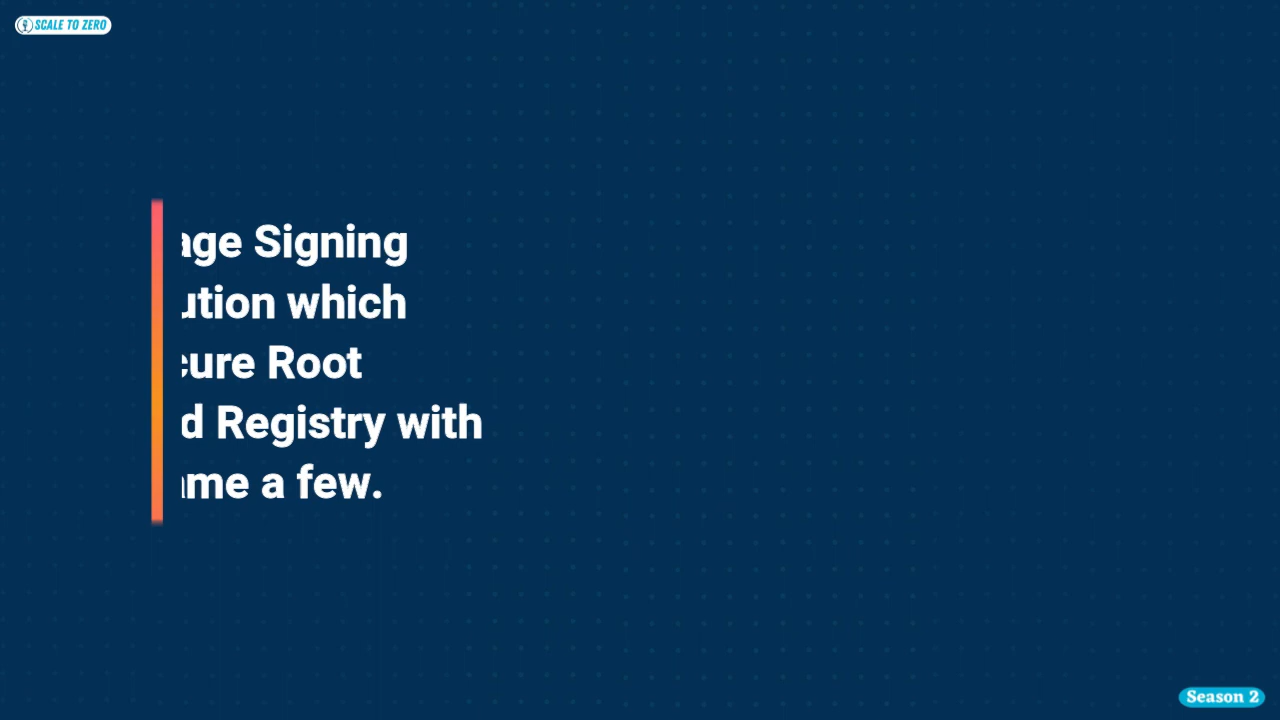 SCALE TO ZERO
age Signing
ution which
cure Root
d Registry with
ame a few.
Season 2